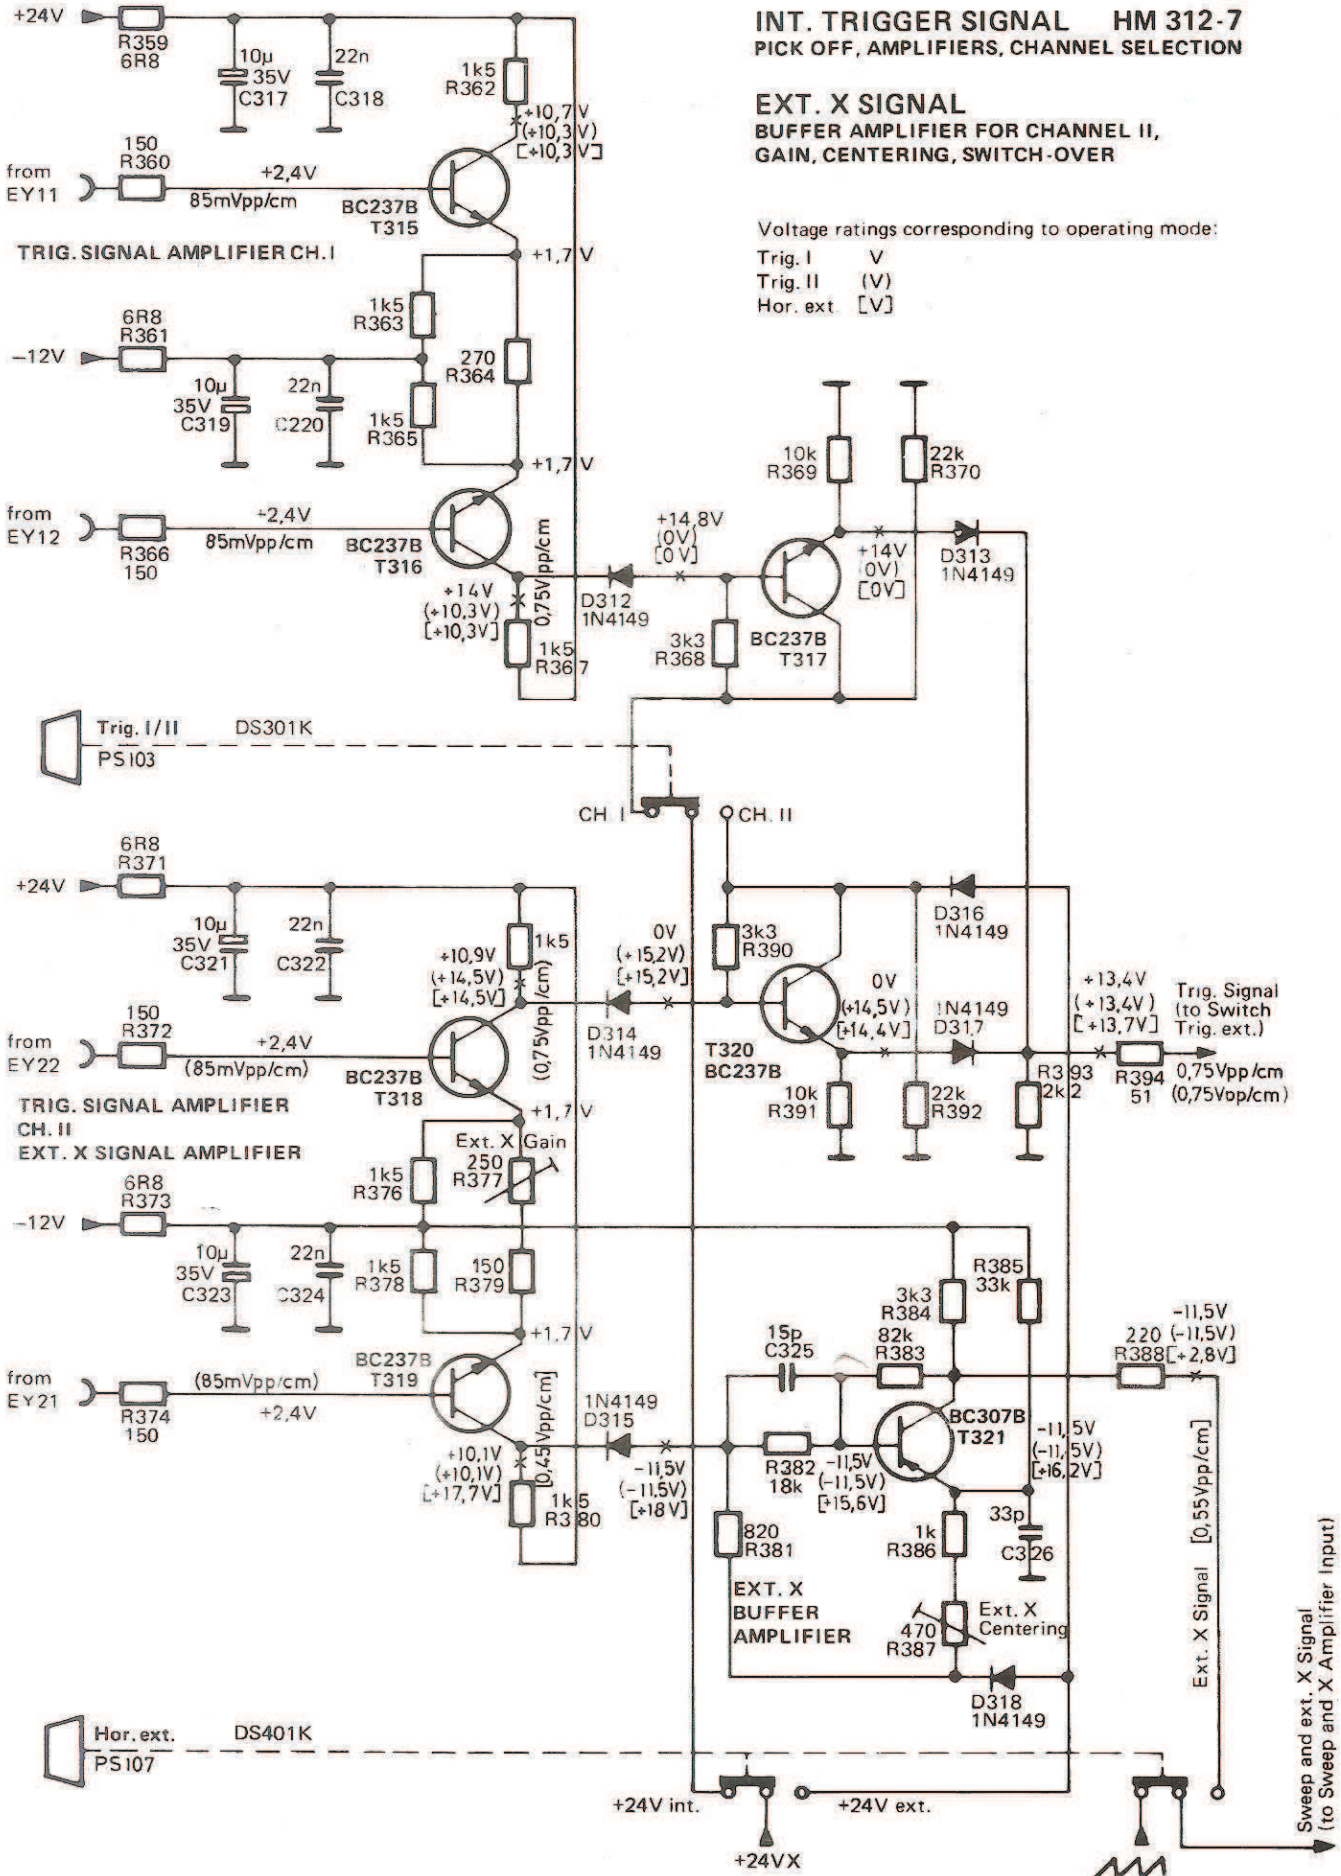 INT. TRIGGER SIGNAL HM 312-7
PICK OFF, AMPLIFIERS, CHANNEL SELECTION
EXT. X SIGNAL
BUFFER AMPLIFIER FOR CHANNEL II,
GAIN, CENTERING, SWITCH-OVER
Voltage ratings corresponding to operating mode:
Trig. I V
Trig. II (V)
Hor. ext [V]
+24V
R359
6R8
10µ
35V
C317
22n
C318
1k5
R362
+10,7V
(+10,3V)
[+10,3V]
150
R360
from
EY11
+2,4V
85mVpp/cm
BC237B
T315
TRIG. SIGNAL AMPLIFIER CH. I
+1,7V
1k5
R363
6R8
R361
-12V
10µ
35V
C319
22n
C220
270
R364
1k5
R365
+1,7V
from
EY12
R366
150
+2,4V
85mVpp/cm
BC237B
T316
+14V
(+10,3V)
[+10,3V]
0,75Vpp/cm
1k5
R367
D312
1N4149
+14,8V
(0V)
[0V]
3k3
R368
BC237B
T317
10k
R369
22k
R370
+14V
(0V)
[0V]
D313
1N4149
Trig. I/II
PS103
DS301K
CH. I
CH. II
6R8
R371
+24V
10µ
35V
C321
22n
C322
1k5
+10,9V
(+14,5V)
[+14,5V]
(0,75Vpp/cm)
0V
(+15,2V)
[+15,2V]
3k3
R390
D316
1N4149
D314
1N4149
150
R372
from
EY22
+2,4V
(85mVpp/cm)
BC237B
T318
T320
BC237B
0V
(+14,5V)
[+14,4V]
1N4149
D317
+13,4V
(+13,4V)
[+13,7V]
Trig. Signal
(to Switch
Trig. ext.)
R394
51
0,75Vpp/cm
(0,75Vpp/cm)
10k
R391
22k
R392
R393
2k2
TRIG. SIGNAL AMPLIFIER
CH. II
EXT. X SIGNAL AMPLIFIER
+1,7V
Ext. X Gain
250
R377
1k5
R376
6R8
R373
-12V
10µ
35V
C323
22n
C324
1k5
R378
150
R379
+1,7V
BC237B
T319
from
EY21
R374
150
(85mVpp/cm)
+2,4V
+10,1V
(+10,1V)
[+17,7V]
[0,45Vpp/cm]
1k5
R380
1N4149
D315
-11,5V
(-11,5V)
[+18V]
15p
C325
82k
R383
3k3
R384
R385
33k
220
R388
-11,5V
(-11,5V)
[+2,8V]
R382
18k
-11,5V
(-11,5V)
[+15,6V]
BC307B
T321
-11,5V
(-11,5V)
[+16,2V]
820
R381
1k
R386
33p
C326
EXT. X
BUFFER
AMPLIFIER
470
R387
Ext. X
Centering
D318
1N4149
Ext. X Signal [0,55Vpp/cm]
Hor. ext.
PS107
DS401K
+24V int.
+24V ext.
+24VX
Sweep and ext. X Signal
(to Sweep and X Amplifier Input)